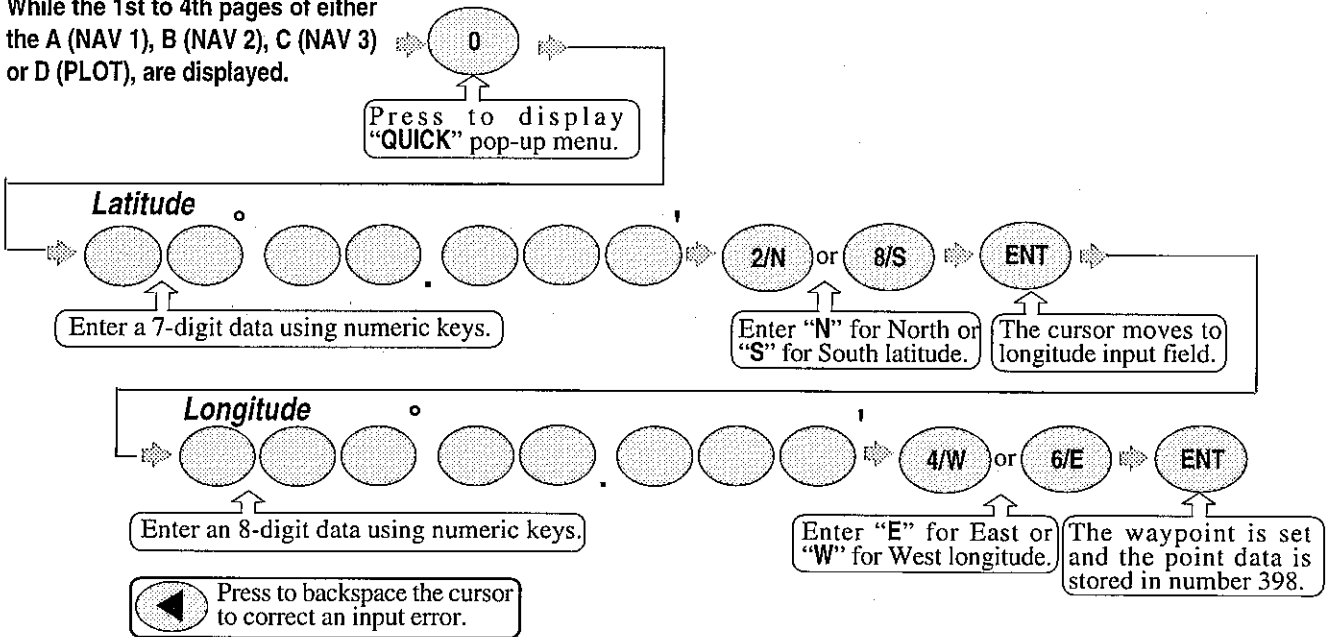 While the 1st to 4th pages of either
the A (NAV 1), B (NAV 2), C (NAV 3)
or D (PLOT), are displayed.
0
Press to display
“QUICK” pop-up menu.
Latitude
° . '
2/N or 8/S ENT
Enter a 7-digit data using numeric keys.
Enter “N” for North or
“S” for South latitude.
The cursor moves to
longitude input field.
Longitude
° . '
4/W or 6/E ENT
Enter an 8-digit data using numeric keys.
Enter “E” for East or
“W” for West longitude.
The waypoint is set
and the point data is
stored in number 398.
Press to backspace the cursor
to correct an input error.